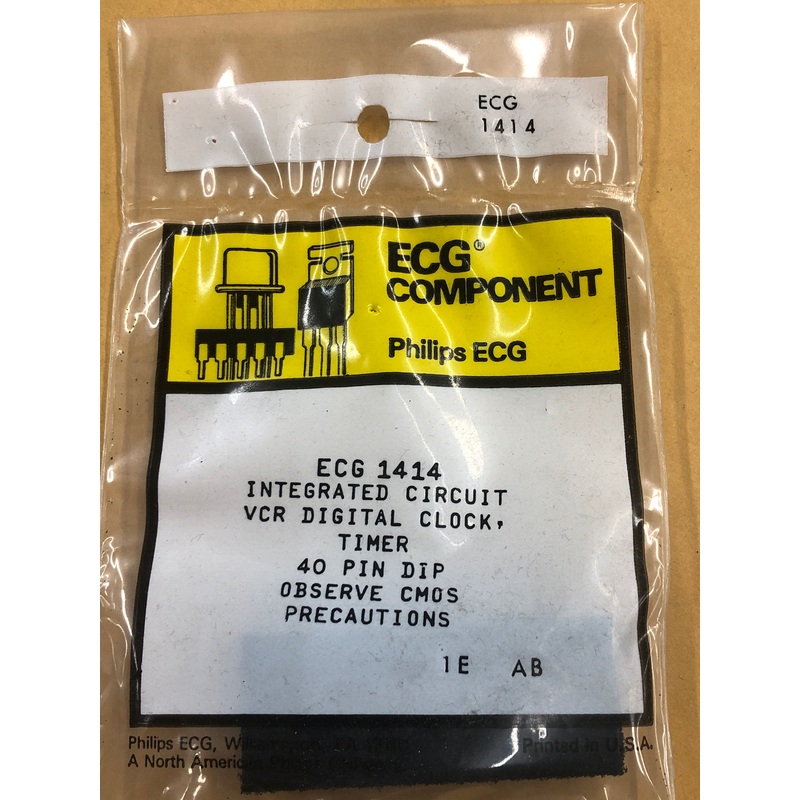 ECG
1414
ECG®
COMPONENT
Philips ECG
ECG 1414
INTEGRATED CIRCUIT
VCR DIGITAL CLOCK,
TIMER
40 PIN DIP
OBSERVE CMOS
PRECAUTIONS
1E AB
Philips ECG, Printed in U.S.A.
A North American Philips